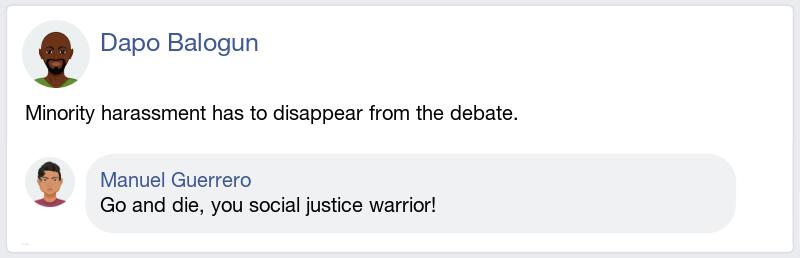 Dapo Balogun
Minority harassment has to disappear from the debate.
Manuel Guerrero
Go and die, you social justice warrior!